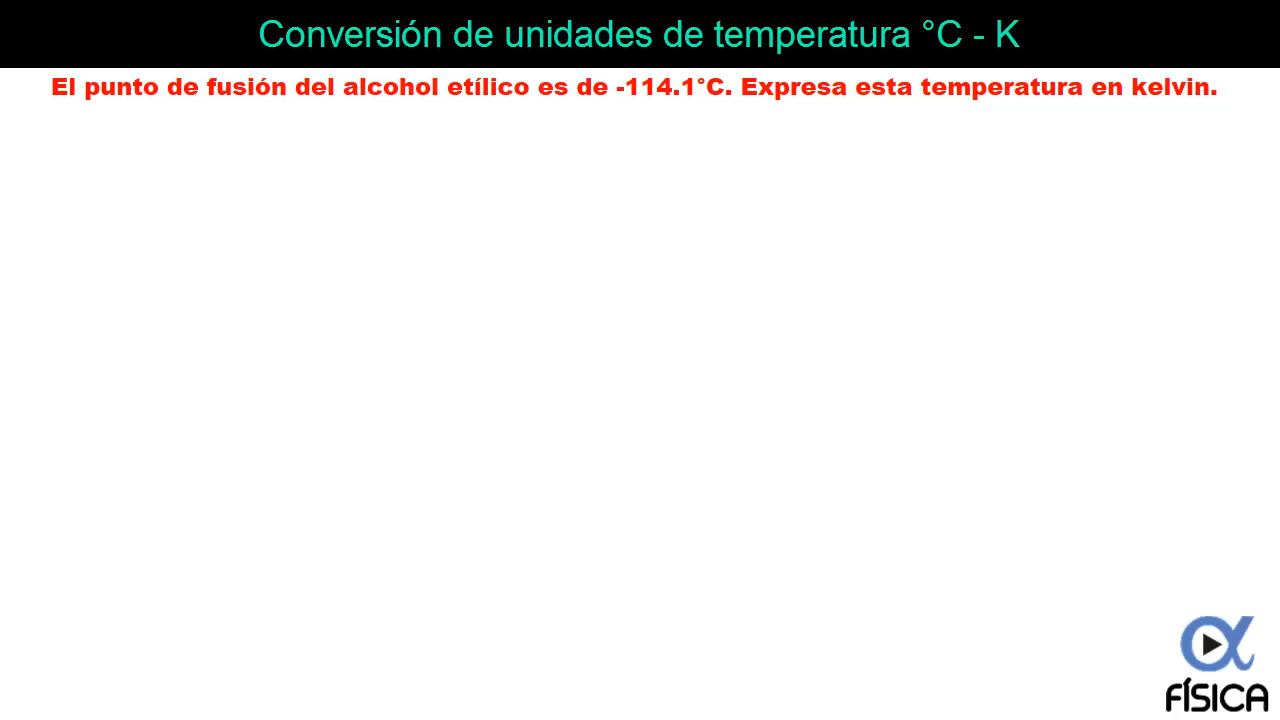 Conversión de unidades de temperatura °C - K
El punto de fusión del alcohol etílico es de -114.1°C. Expresa esta temperatura en kelvin.
FÍSICA